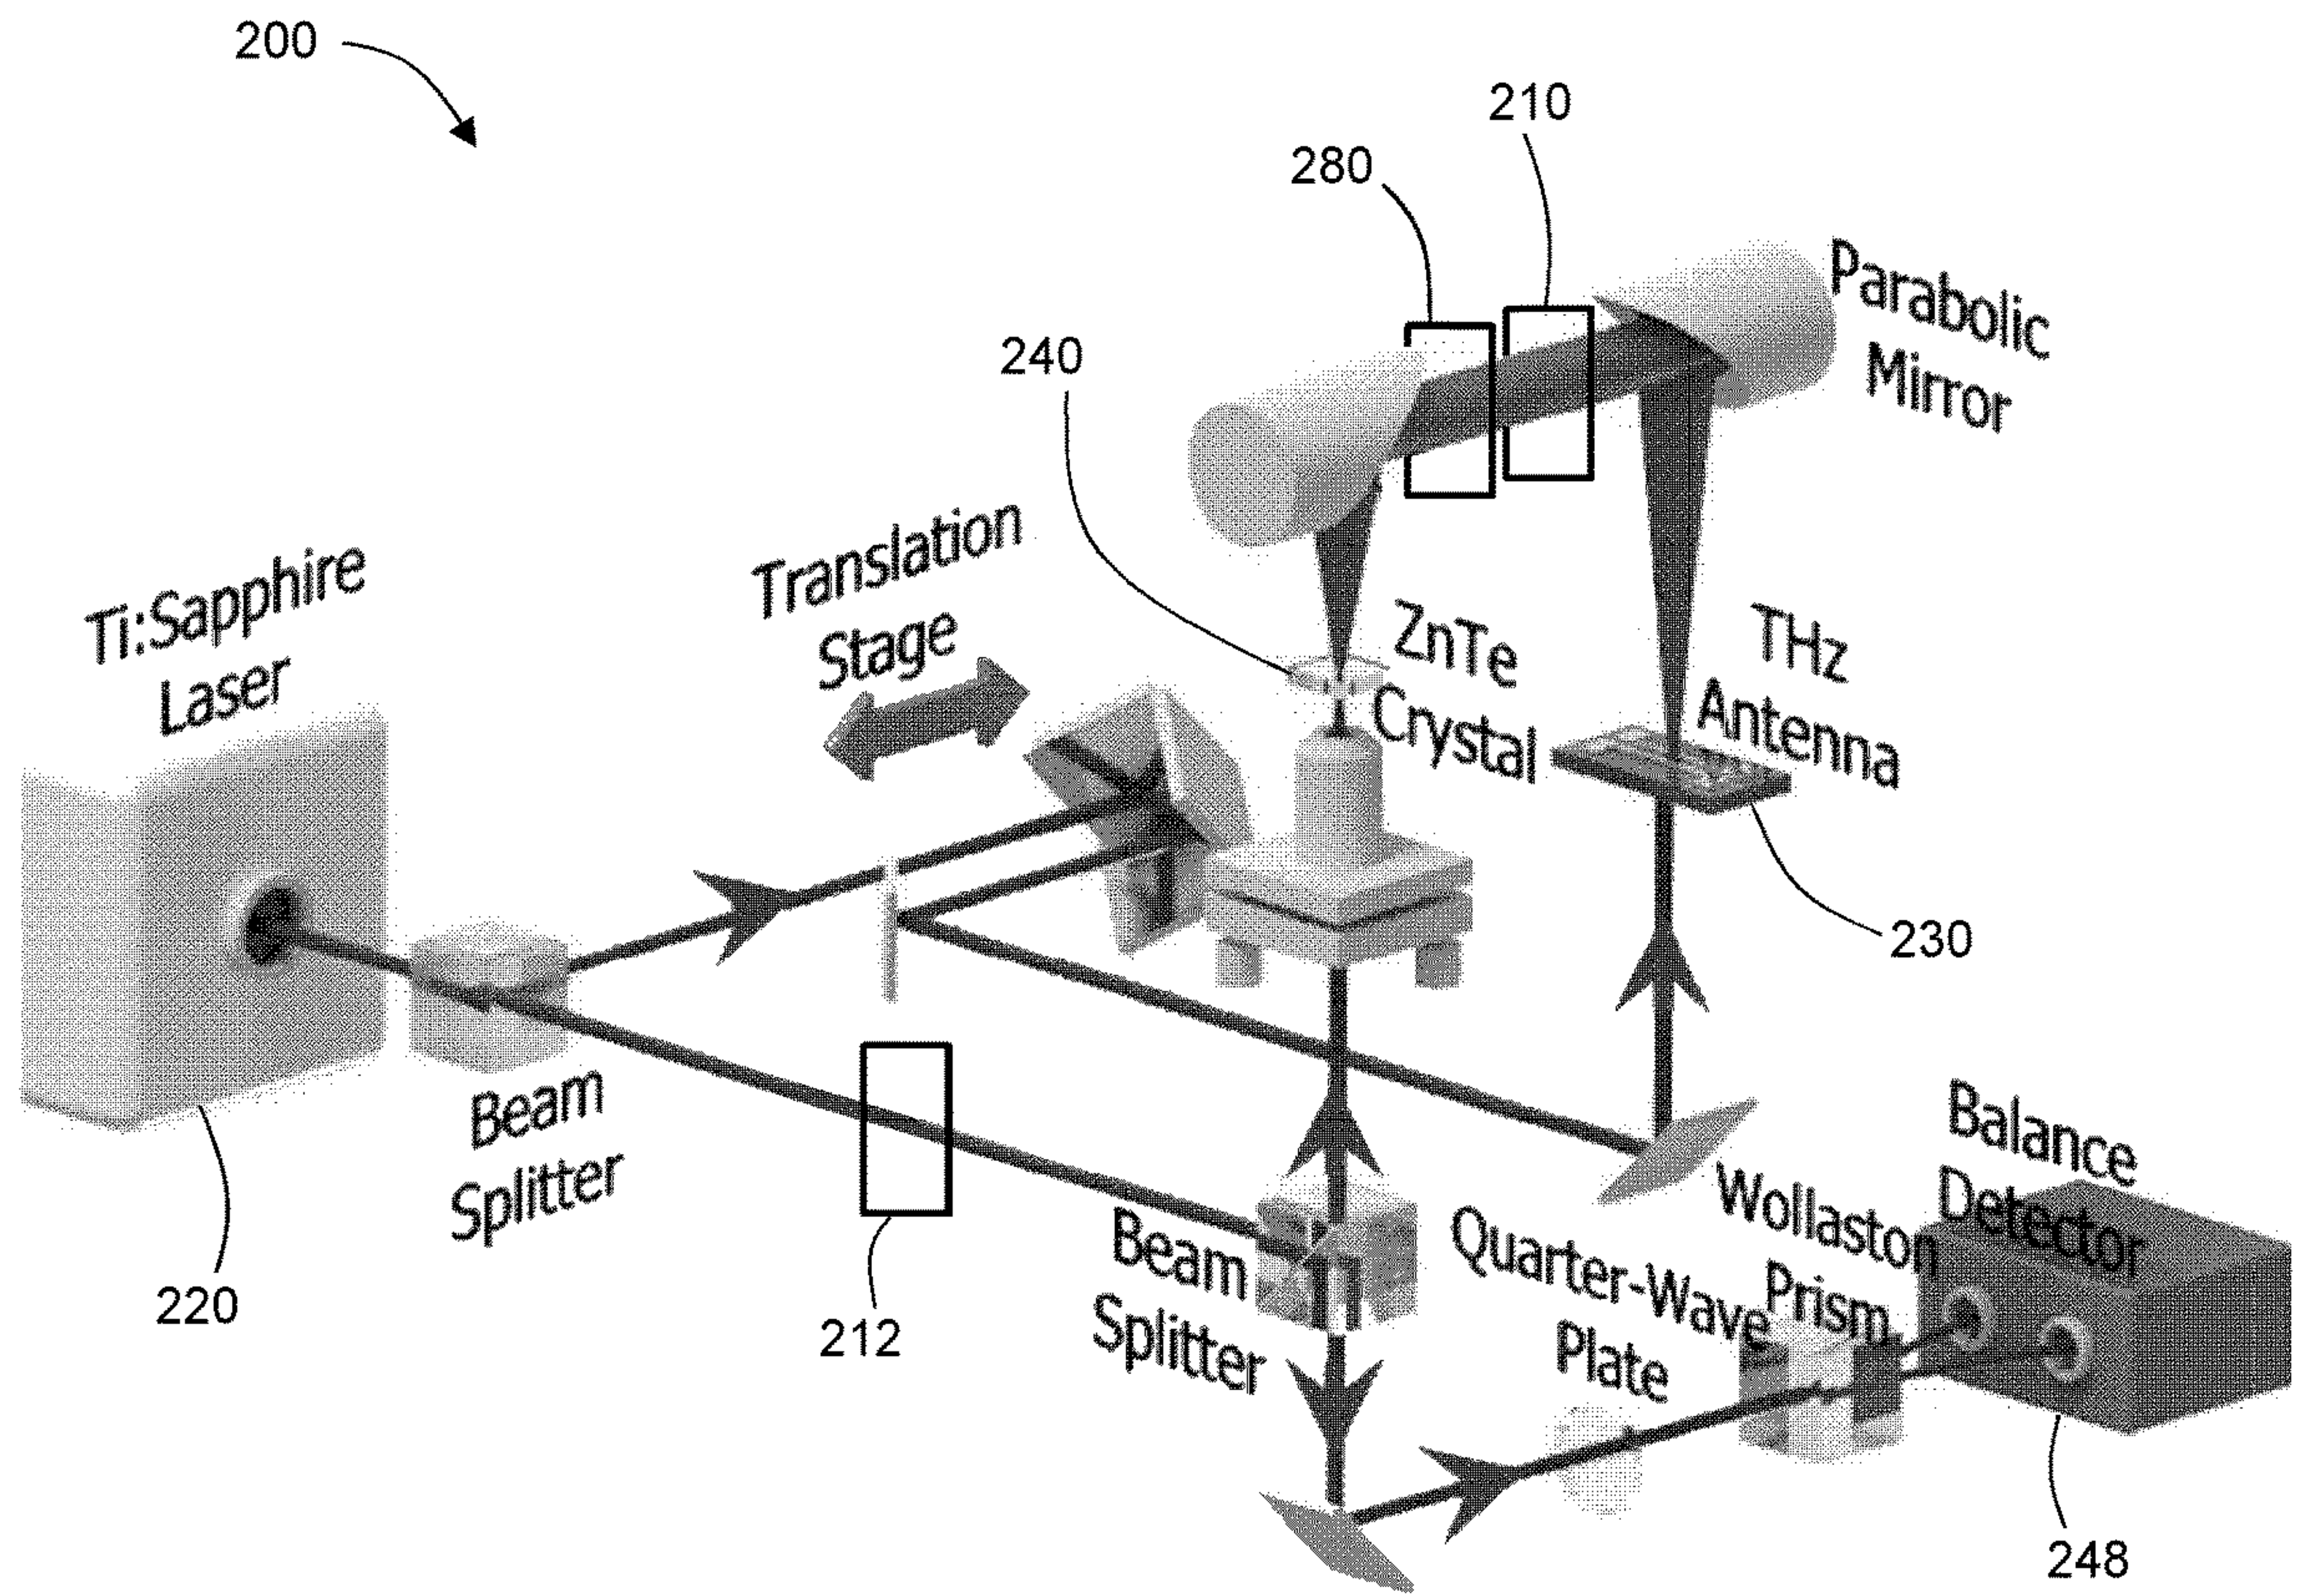 200
210
280
Parabolic
Mirror
240
Translation
Stage
Ti:Sapphire
Laser
ZnTe
Crystal
THz
Antenna
230
Beam
Splitter
220
212
Beam
Splitter
Quarter-Wave
Plate
Wollaston
Prism
Balance
Detector
248